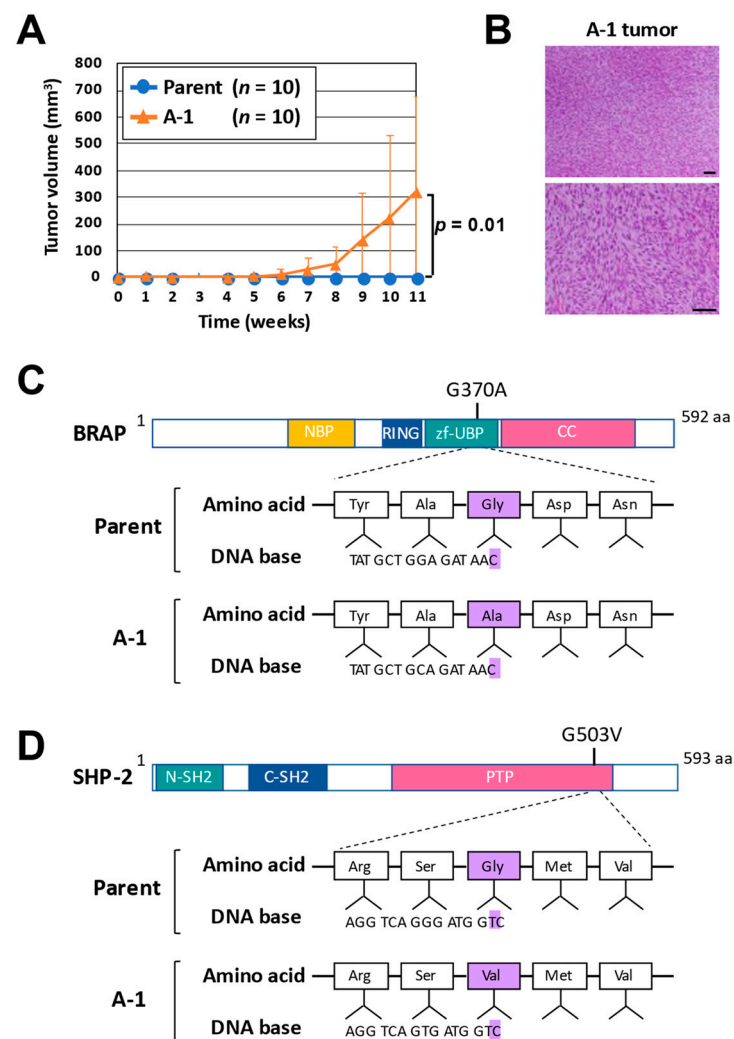 A
Tumor volume (mm³)
800
700
600
500
400
300
200
100
0
Parent (n = 10)
A-1 (n = 10)
p = 0.01
0 1 2 3 4 5 6 7 8 9 10 11
Time (weeks)
B
A-1 tumor
C
G370A
BRAP 1 NBP RING zf-UBP CC 592 aa
Parent
Amino acid Tyr Ala Gly Asp Asn
DNA base TAT GCT GGA GAT AAC
A-1
Amino acid Tyr Ala Ala Asp Asn
DNA base TAT GCT GCA GAT AAC
D
G503V
SHP-2 1 N-SH2 C-SH2 PTP 593 aa
Parent
Amino acid Arg Ser Gly Met Val
DNA base AGG TCA GGG ATG GTC
A-1
Amino acid Arg Ser Val Met Val
DNA base AGG TCA GTG ATG GTC